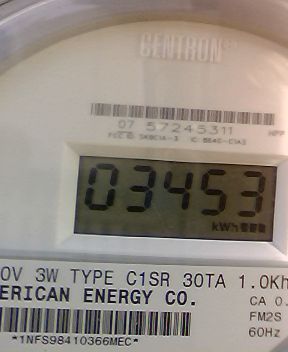 CENTRON
07 57245311
03453
kWh
0V 3W TYPE C1SR 30TA 1.0Kh
ERICAN ENERGY CO.
CA 0.
FM2S
60Hz
*1NFS98410366MEC*